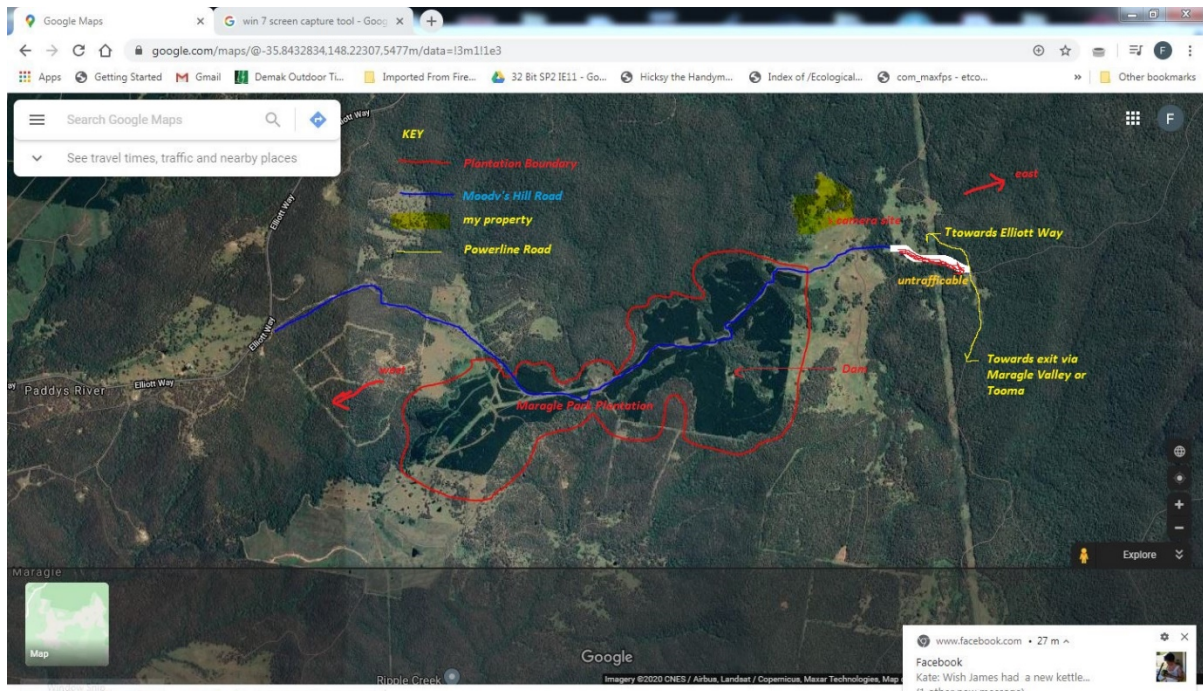 Google Maps
win 7 screen capture tool - Goog
google.com/maps/@-35.8432834,148.22307,5477m/data=!3m1!1e3
Apps
Getting Started
Gmail
Demak Outdoor Ti...
Imported From Fire...
32 Bit SP2 IE11 - Go...
Hicksy the Handym...
Index of /Ecological...
com_maxfps - etco...
Other bookmarks
Search Google Maps
See travel times, traffic and nearby places
F
F
KEY
Plantation Boundary
Moody's Hill Road
my property
Powerline Road
Elliott Way
Elliott Way
Elliott Way
Elliott Way
east
camera site
Ttowards Elliott Way
untrafficable
Towards exit via
Maragle Valley or
Tooma
west
Dam
Maragle Park Plantation
Paddys River
Maragle
Map
Explore
Google
Ripple Creek
Imagery ©2020 CNES / Airbus, Landsat / Copernicus, Maxar Technologies, Map
www.facebook.com • 27 m
Facebook
Kate: Wish James had a new kettle...
(1 other new message)